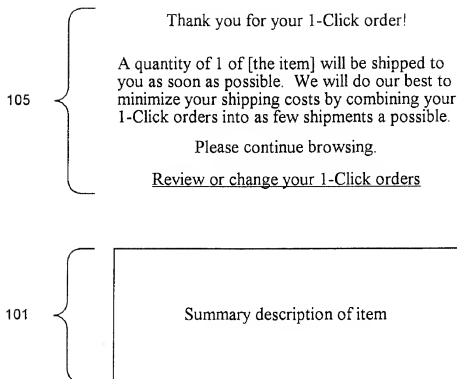 Thank you for your 1-Click order!
A quantity of 1 of [the item] will be shipped to
you as soon as possible. We will do our best to
minimize your shipping costs by combining your
1-Click orders into as few shipments a possible.
105
Please continue browsing.
Review or change your 1-Click orders
101
Summary description of item